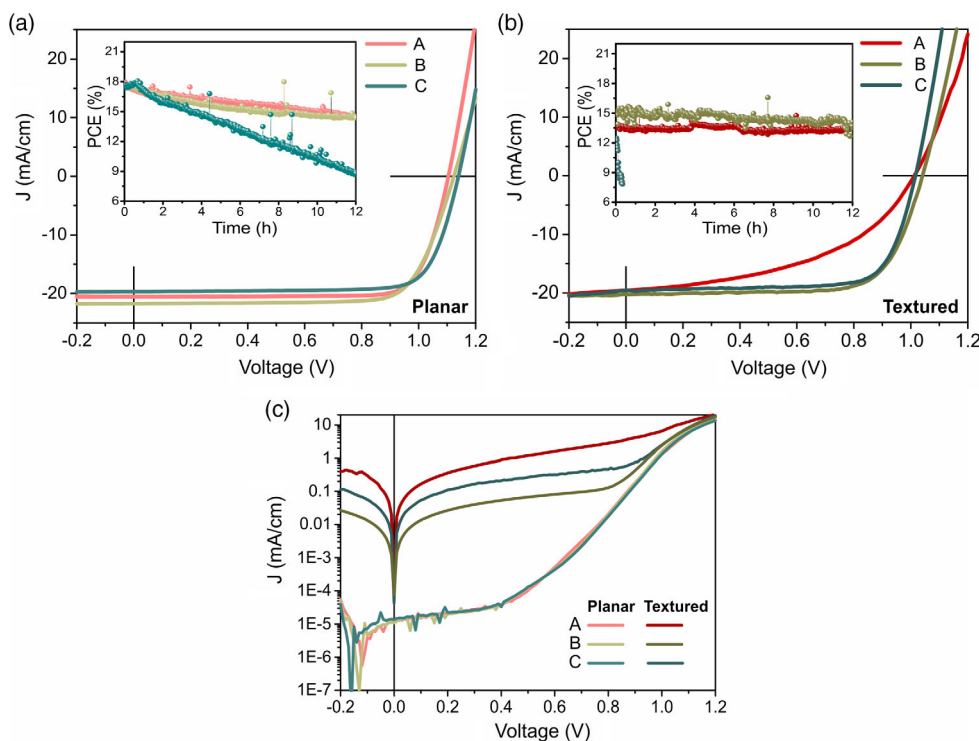 (a)
A
B
C
21
18
15
12
9
6
PCE (%)
0 2 4 6 8 10 12
Time (h)
20
10
0
-10
-20
J (mA/cm)
Planar
-0.2 0.0 0.2 0.4 0.6 0.8 1.0 1.2
Voltage (V)
(b)
A
B
C
21
18
15
12
9
6
PCE (%)
0 2 4 6 8 10 12
Time (h)
20
10
0
-10
-20
J (mA/cm)
Textured
-0.2 0.0 0.2 0.4 0.6 0.8 1.0 1.2
Voltage (V)
(c)
10
1
0.1
0.01
1E-3
1E-4
1E-5
1E-6
1E-7
J (mA/cm)
Planar Textured
A
B
C
-0.2 0.0 0.2 0.4 0.6 0.8 1.0 1.2
Voltage (V)